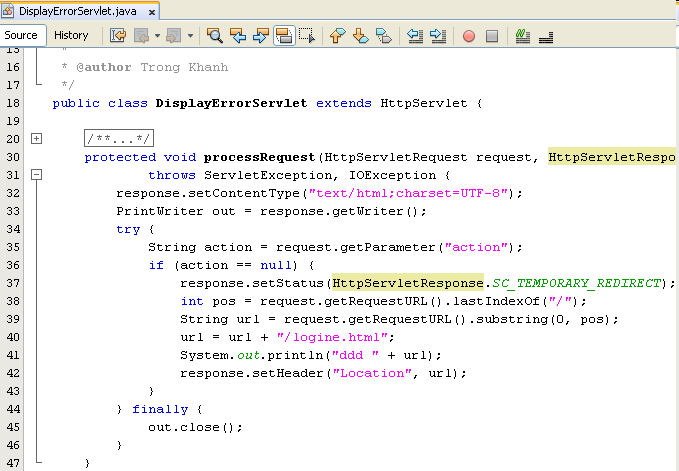 DisplayErrorServlet.java x
Source History
15 *
16 * @author Trong Khanh
17 */
18 public class DisplayErrorServlet extends HttpServlet {
19
20 /**...*/
30 protected void processRequest(HttpServletRequest request, HttpServletRespo
31 throws ServletException, IOException {
32 response.setContentType("text/html;charset=UTF-8");
33 PrintWriter out = response.getWriter();
34 try {
35 String action = request.getParameter("action");
36 if (action == null) {
37 response.setStatus(HttpServletResponse.SC_TEMPORARY_REDIRECT);
38 int pos = request.getRequestURL().lastIndexOf("/");
39 String url = request.getRequestURL().substring(0, pos);
40 url = url + "/logine.html";
41 System.out.println("ddd " + url);
42 response.setHeader("Location", url);
43 }
44 } finally {
45 out.close();
46 }
47 }